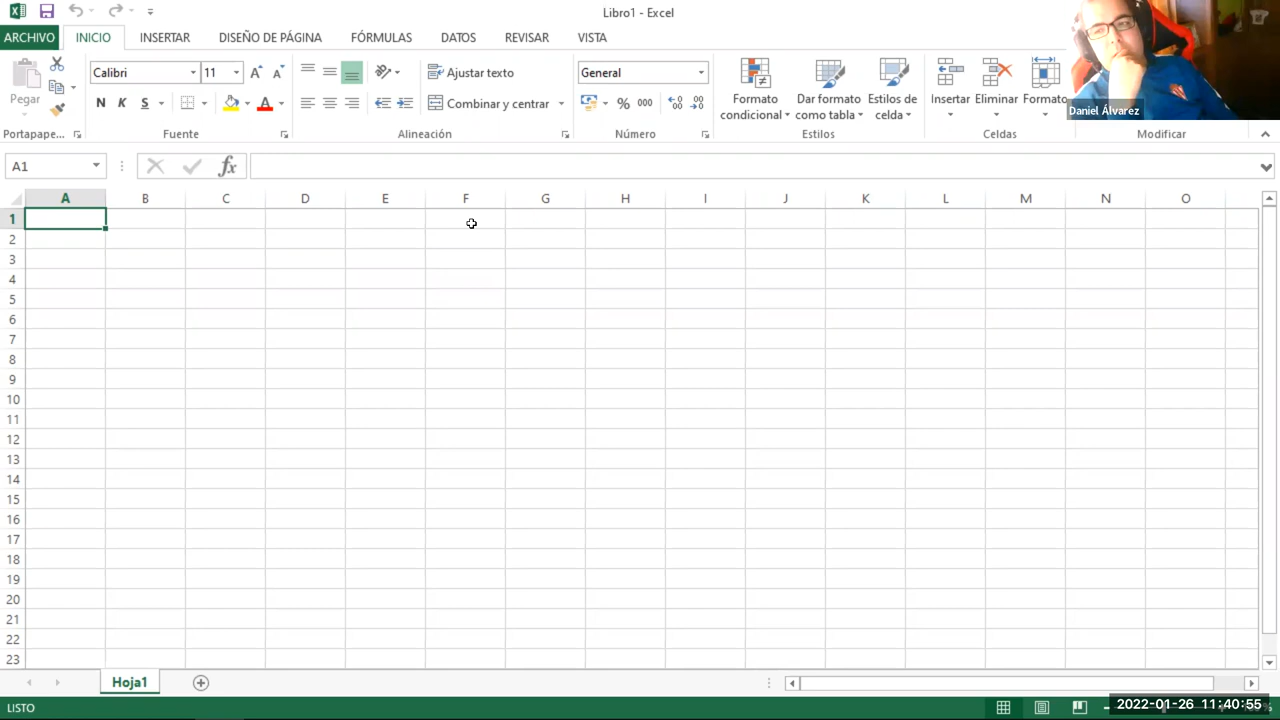 Libro1 - Excel
ARCHIVO INICIO INSERTAR DISEÑO DE PÁGINA FÓRMULAS DATOS REVISAR VISTA
Pegar
Calibri 11
N K S
Ajustar texto
Combinar y centrar
General
% 000
Formato condicional
Dar formato como tabla
Estilos de celda
Insertar
Eliminar
Formato
Daniel Álvarez
Portapape... Fuente Alineación Número Estilos Celdas Modificar
A1
fx
A B C D E F G H I J K L M N O
1
2
3
4
5
6
7
8
9
10
11
12
13
14
15
16
17
18
19
20
21
22
23
Hoja1
LISTO
2022-01-26 11:40:55